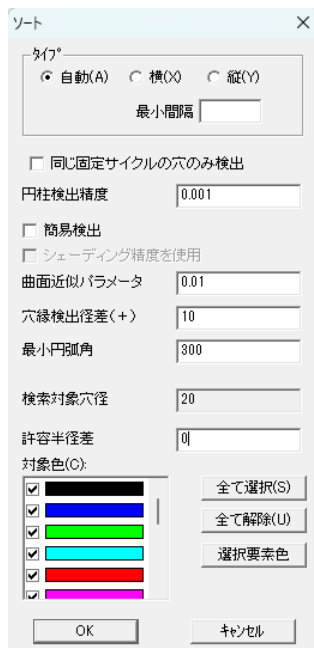 ソート
タイプ
自動(A) 横(X) 縦(Y)
最小間隔
同じ固定サイクルの穴のみ検出
円柱検出精度 0.001
簡易検出
シェーディング精度を使用
曲面近似パラメータ 0.01
穴縁検出径差(+) 10
最小円弧角 300
検索対象穴径 20
許容半径差 0
対象色(C):
全て選択(S)
全て解除(U)
選択要素色
OK キャンセル